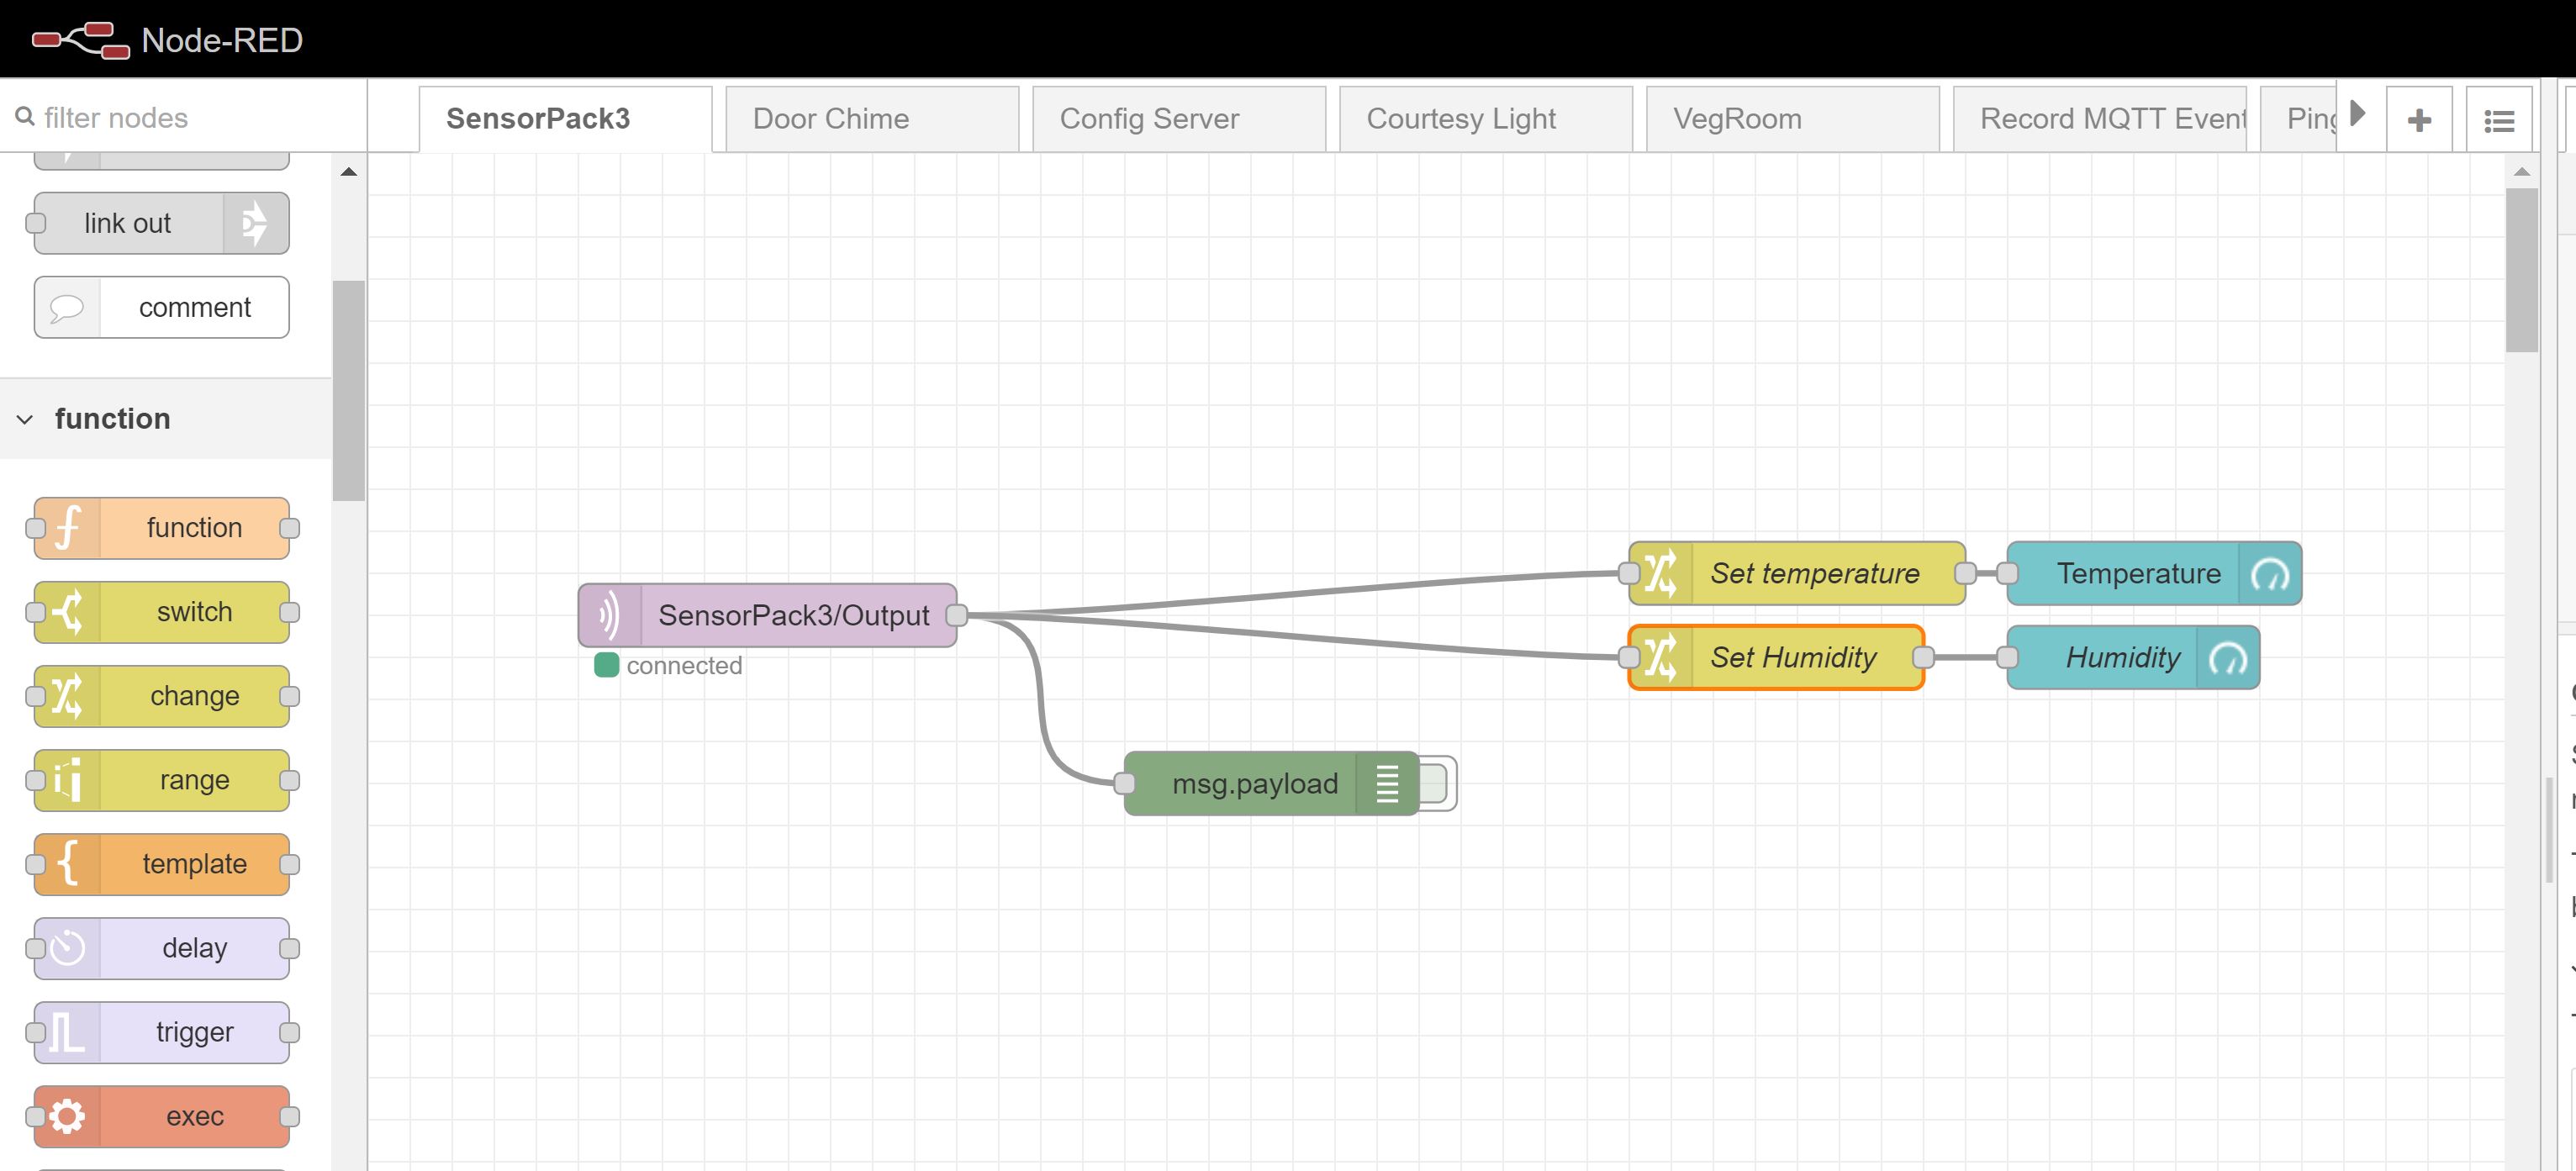 Node-RED
filter nodes
SensorPack3
Door Chime
Config Server
Courtesy Light
VegRoom
Record MQTT Event
Ping
link out
comment
function
function
switch
change
range
template
delay
trigger
exec
SensorPack3/Output
connected
Set temperature
Temperature
Set Humidity
Humidity
msg.payload